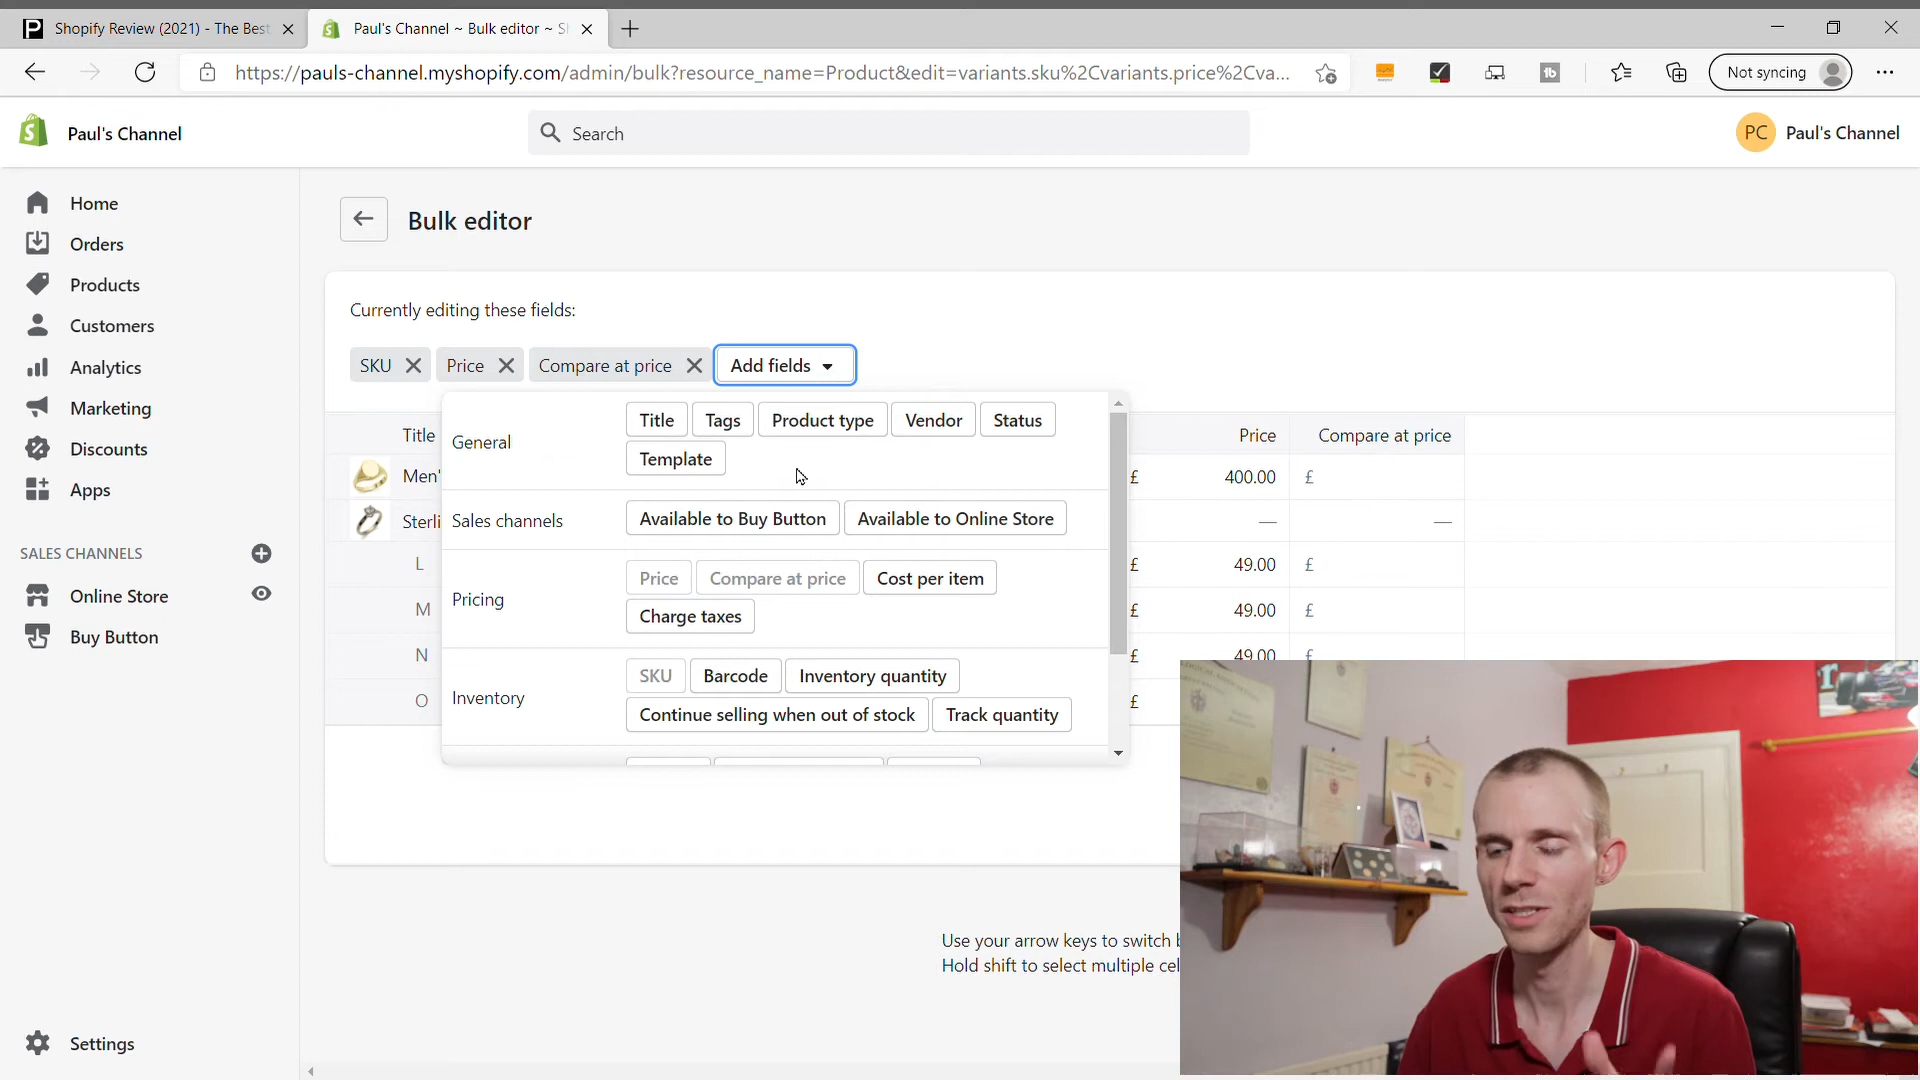 Shopify Review (2021) - The Best
Paul's Channel ~ Bulk editor ~ Sh
https://pauls-channel.myshopify.com/admin/bulk?resource_name=Product&edit=variants.sku%2Cvariants.price%2Cva...
Not syncing
Paul's Channel
Search
PC Paul's Channel
Home
Orders
Products
Customers
Analytics
Marketing
Discounts
Apps
SALES CHANNELS
Online Store
Buy Button
Settings
Bulk editor
Currently editing these fields:
SKU Price Compare at price Add fields
Title Price Compare at price
Men' £ 400.00 £
Sterli — —
L £ 49.00 £
M £ 49.00 £
N £ 49.00 £
O £
General Title Tags Product type Vendor Status
Template
Sales channels Available to Buy Button Available to Online Store
Pricing Price Compare at price Cost per item
Charge taxes
Inventory SKU Barcode Inventory quantity
Continue selling when out of stock Track quantity
Use your arrow keys to switch b
Hold shift to select multiple cel